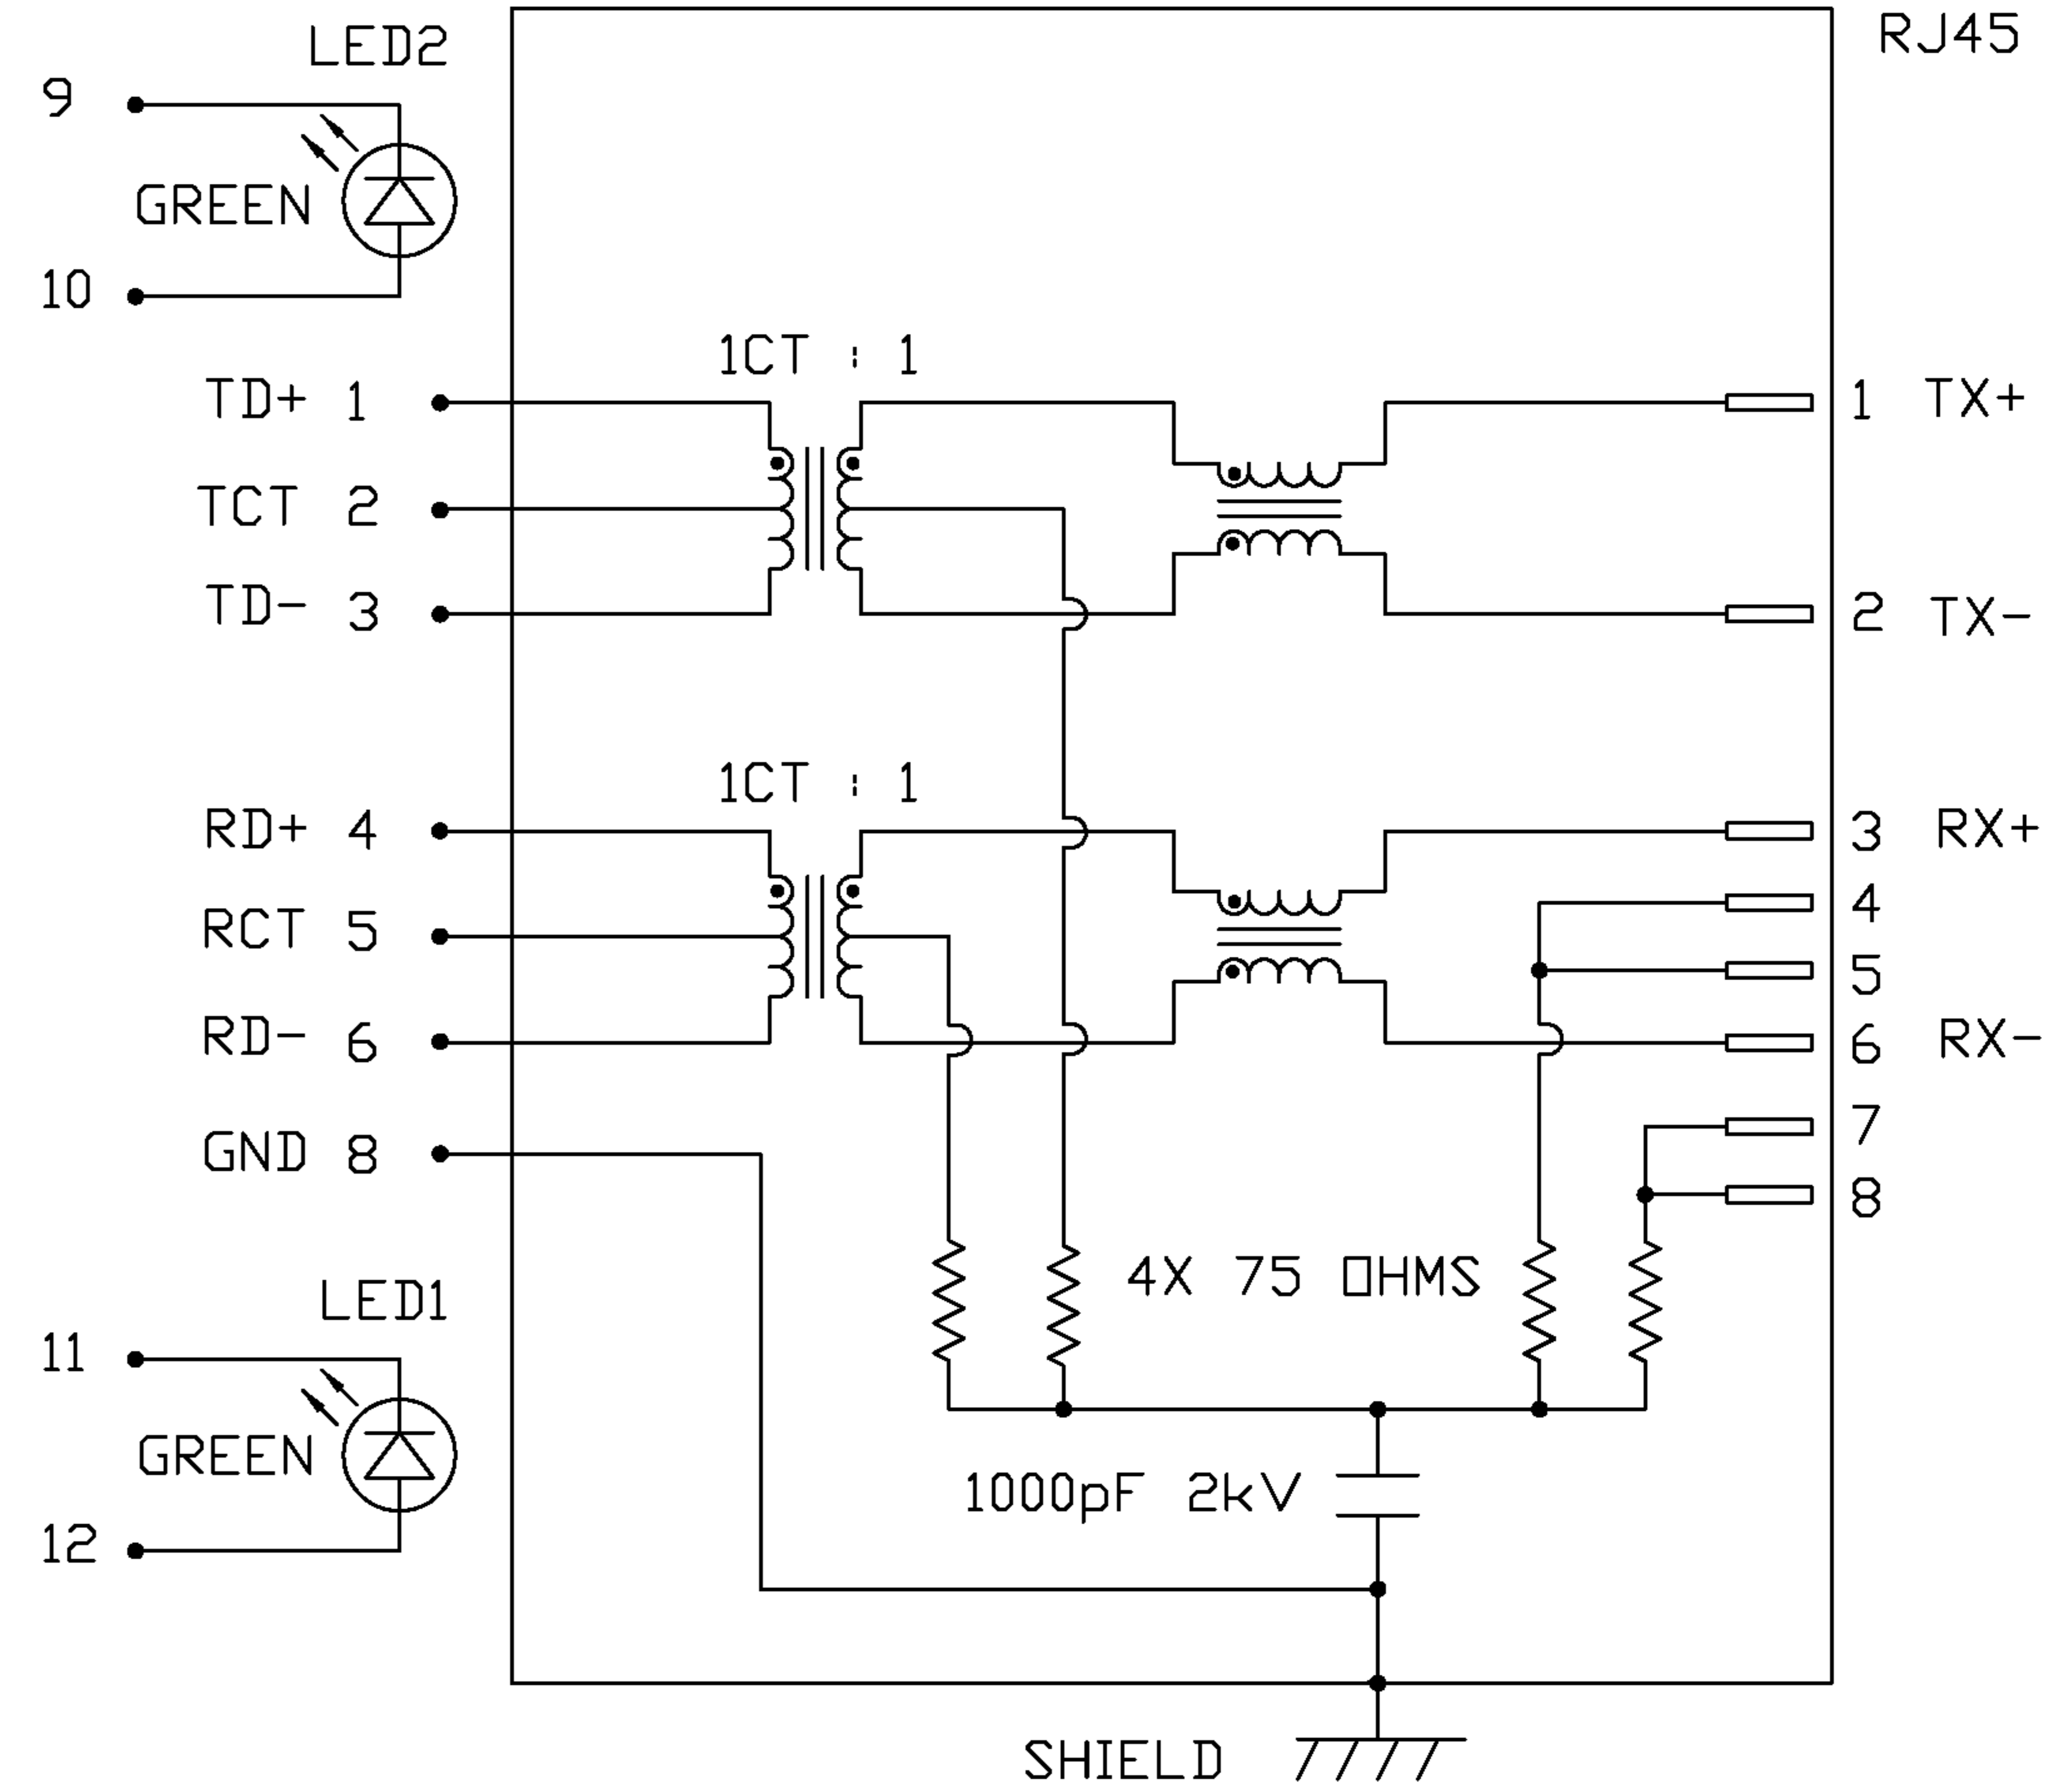 LED2
RJ45
9
GREEN
10
1CT : 1
TD+ 1
1 TX+
TCT 2
TD- 3
2 TX-
1CT : 1
RD+ 4
3 RX+
RCT 5
4
5
RD- 6
6 RX-
GND 8
7
8
4X 75 OHMS
LED1
11
GREEN
1000pF 2kV
12
SHIELD